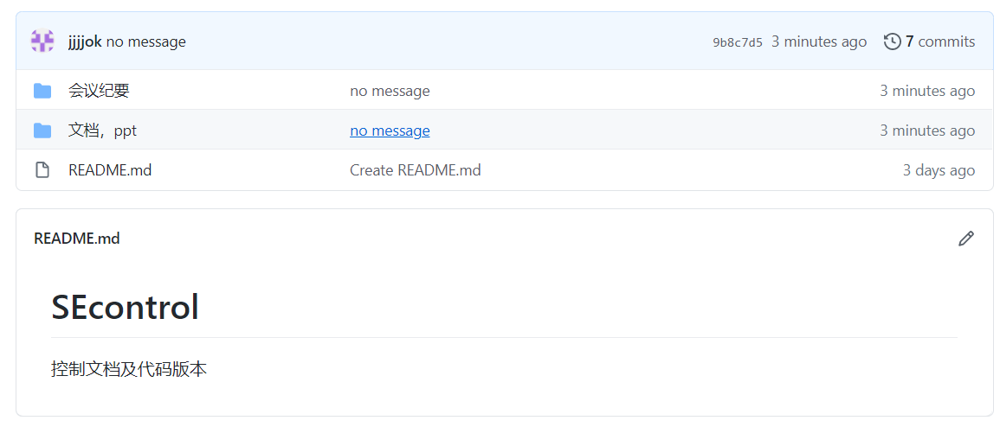 jjjjok no message 9b8c7d5 3 minutes ago 7 commits
会议纪要 no message 3 minutes ago
文档，ppt no message 3 minutes ago
README.md Create README.md 3 days ago
README.md
SEcontrol
控制文档及代码版本